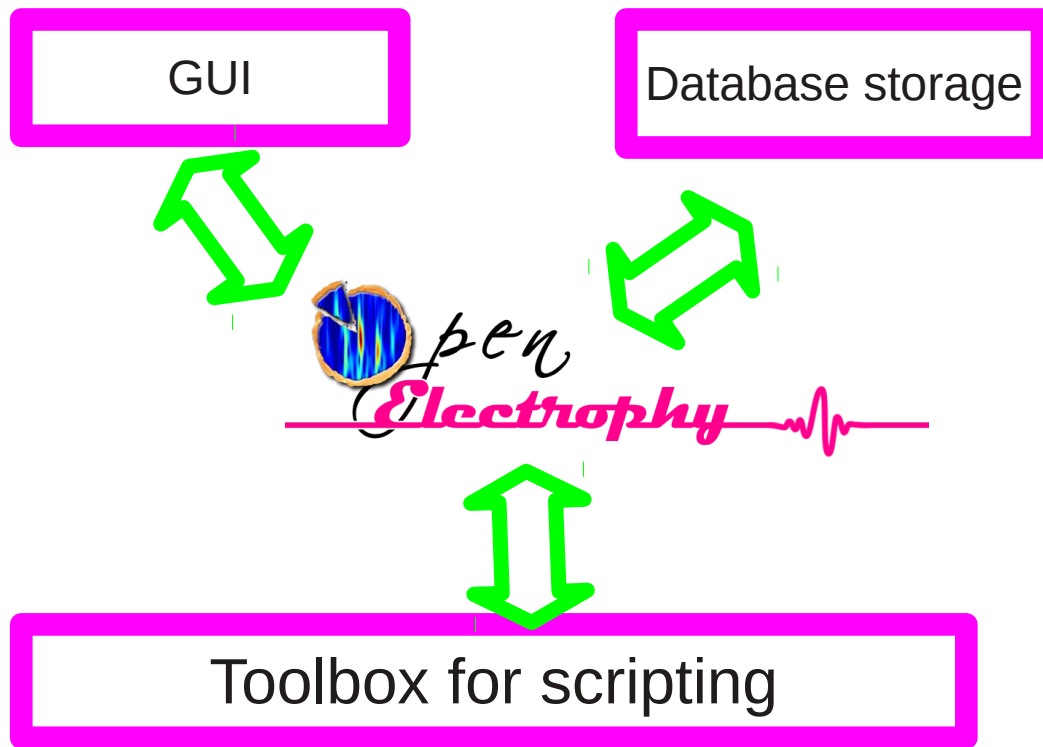 GUI
Database storage
Open
Electrophy
Toolbox for scripting